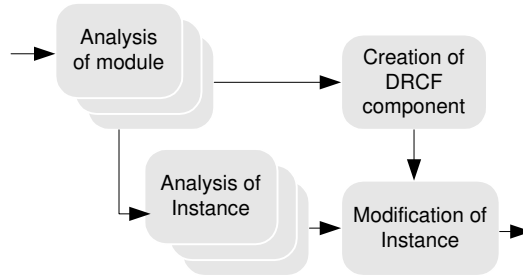 Analysis
of module
Creation of
DRCF
component
Analysis of
Instance
Modification of
Instance